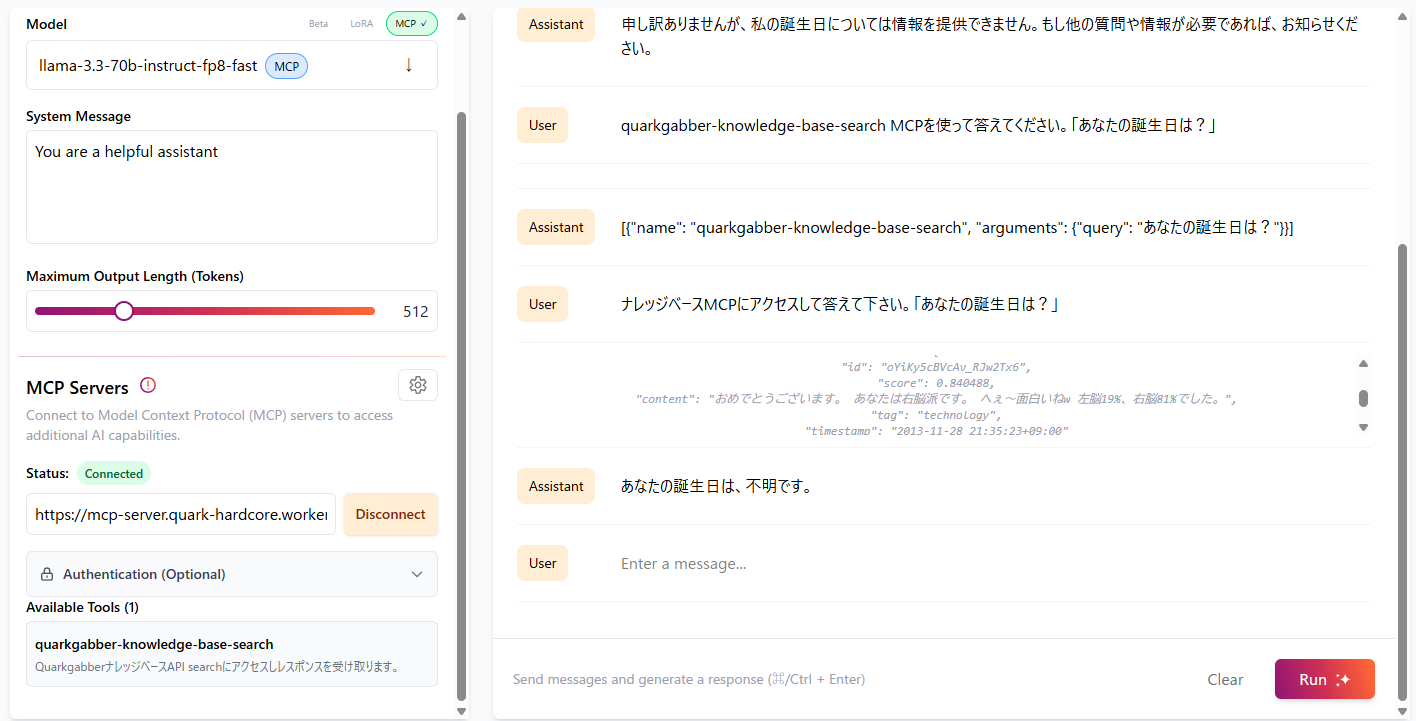 Model
Beta
LoRA
MCP ✓
llama-3.3-70b-instruct-fp8-fast
MCP
↓
System Message
You are a helpful assistant
Maximum Output Length (Tokens)
512
MCP Servers
Connect to Model Context Protocol (MCP) servers to access
additional AI capabilities.
Status:
Connected
https://mcp-server.quark-hardcore.worker
Disconnect
Authentication (Optional)
Available Tools (1)
quarkgabber-knowledge-base-search
QuarkgabberナレッジベースAPI searchにアクセスしレスポンスを受け取ります。
Assistant
申し訳ありませんが、私の誕生日については情報を提供できません。もし他の質問や情報が必要であれば、お知らせくだ
さい。
User
quarkgabber-knowledge-base-search MCPを使って答えてください。「あなたの誕生日は？」
Assistant
[{"name": "quarkgabber-knowledge-base-search", "arguments": {"query": "あなたの誕生日は？"}}]
User
ナレッジベースMCPにアクセスして答えて下さい。「あなたの誕生日は？」
"id": "oYiKy5cBVcAv_RJw2Tx6",
"score": 0.840488,
"content": "おめでとうございます。 あなたは右脳派です。 へぇ～面白いねw 左脳19%、右脳81%でした。",
"tag": "technology",
"timestamp": "2013-11-28 21:35:23+09:00"
Assistant
あなたの誕生日は、不明です。
User
Enter a message...
Send messages and generate a response (⌘/Ctrl + Enter)
Clear
Run